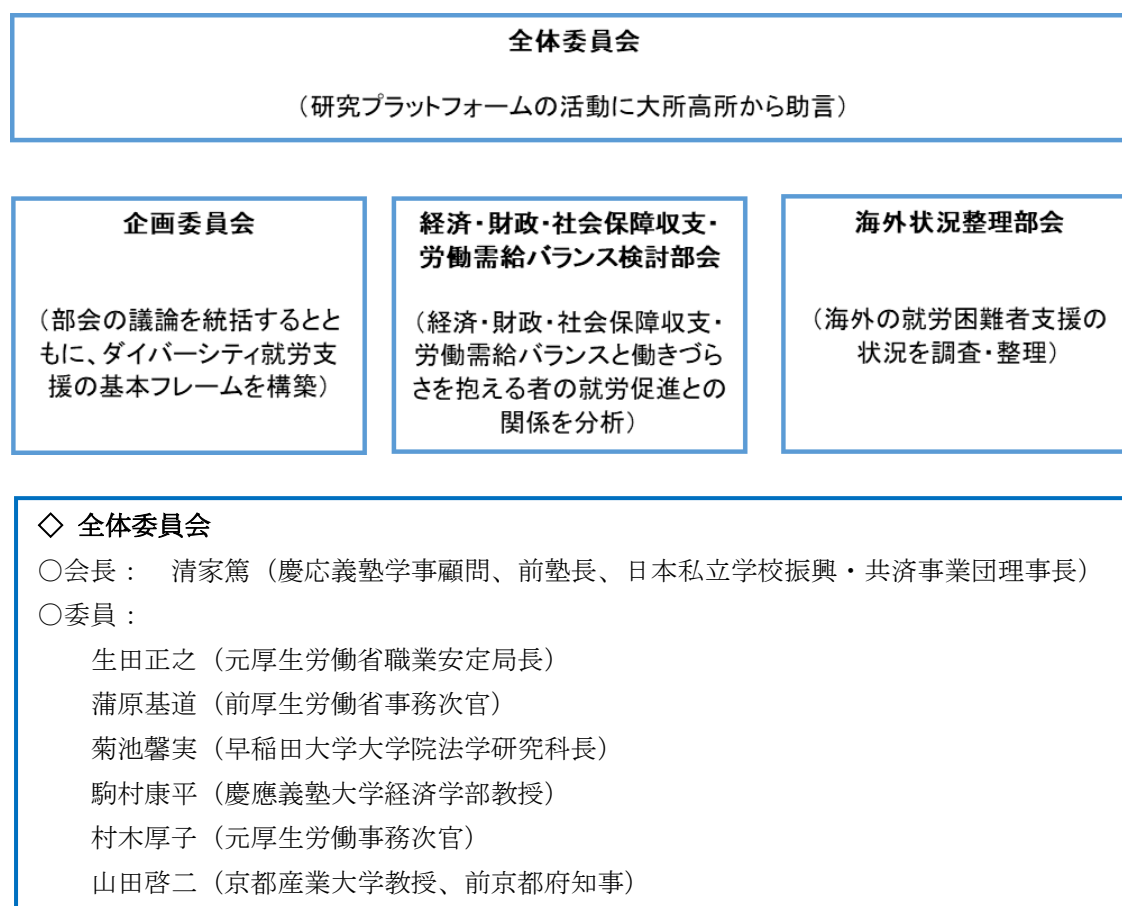 全体委員会
（研究プラットフォームの活動に大所高所から助言）
企画委員会
（部会の議論を統括するとと
もに、ダイバーシティ就労支
援の基本フレームを構築）
経済・財政・社会保障収支・
労働需給バランス検討部会
（経済・財政・社会保障収支・
労働需給バランスと働きづら
さを抱える者の就労促進との
関係を分析）
海外状況整理部会
（海外の就労困難者支援の
状況を調査・整理）
◇ 全体委員会
○会長： 清家篤（慶応義塾学事顧問、前塾長、日本私立学校振興・共済事業団理事長）
○委員：
生田正之（元厚生労働省職業安定局長）
蒲原基道（前厚生労働省事務次官）
菊池馨実（早稲田大学大学院法学研究科長）
駒村康平（慶應義塾大学経済学部教授）
村木厚子（元厚生労働事務次官）
山田啓二（京都産業大学教授、前京都府知事）